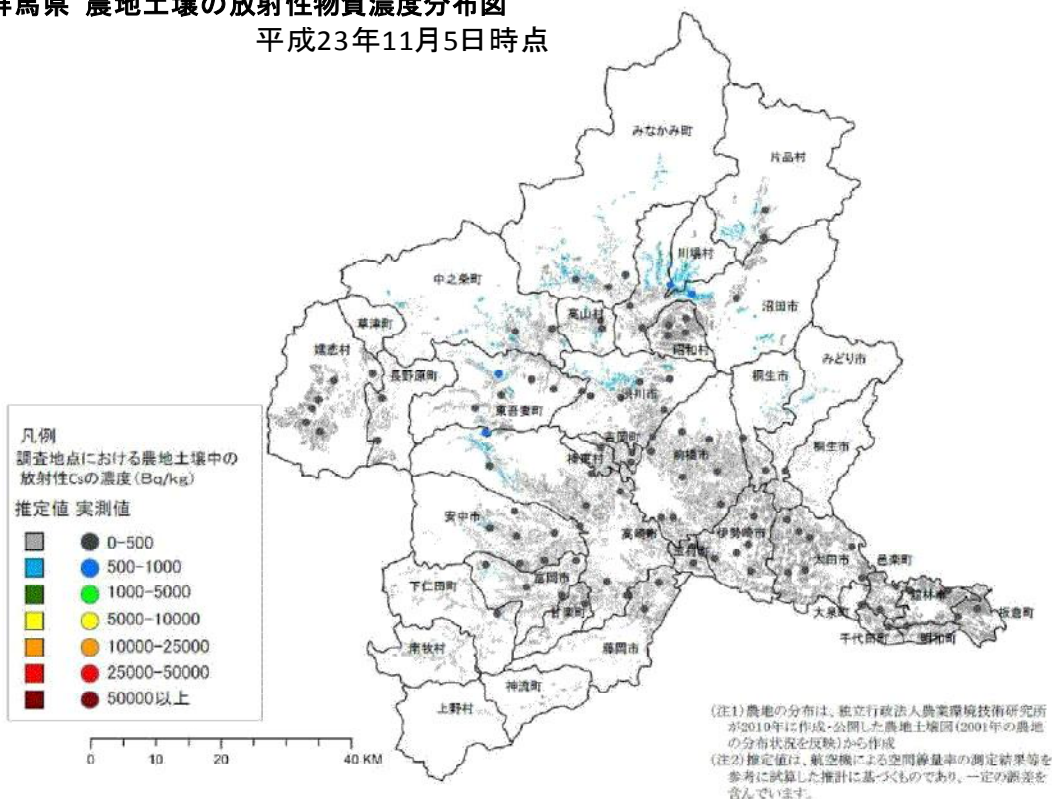 群馬県 農地土壌の放射性物質濃度分布図
平成23年11月5日時点
みなかみ町
片品村
川場村
中之条町
沼田市
高山村
草津町
昭和村
嬬恋村
みどり市
長野原町
桐生市
東吾妻町
渋川市
吉岡町
桐生市
榛東村
前橋市
安中市
高崎市
伊勢崎市
玉村町
太田市
邑楽町
下仁田町
富岡市
館林市
甘楽町
大泉町
板倉町
千代田町
明和町
南牧村
藤岡市
神流町
上野村
凡例
調査地点における農地土壌中の
放射性Csの濃度(Bq/kg)
推定値 実測値
0-500
500-1000
1000-5000
5000-10000
10000-25000
25000-50000
50000以上
0 10 20 40 KM
(注1)農地の分布は、独立行政法人農業環境技術研究所
が2010年に作成・公開した農地土壌図(2001年の農地
の分布状況を反映)から作成
(注2)推定値は、航空機による空間線量率の測定結果等を
参考に試算した推計に基づくものであり、一定の誤差を
含んでいます。